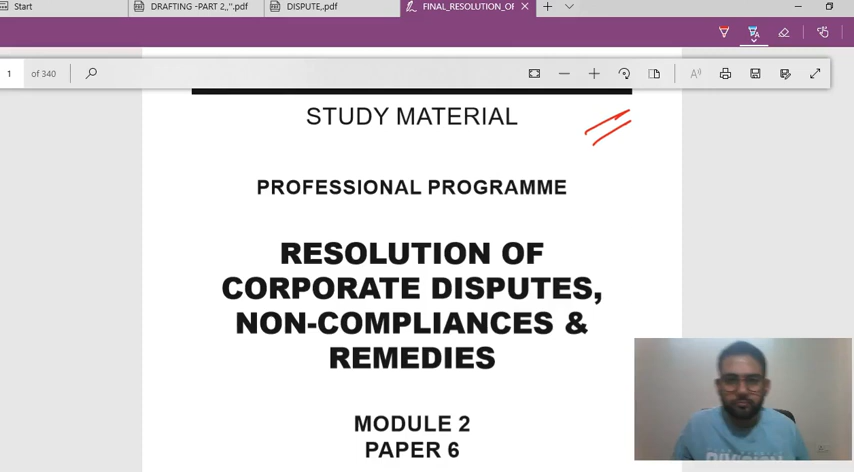 Start
DRAFTING -PART 2,,".pdf
DISPUTE,.pdf
FINAL_RESOLUTION_OF
1
of 340
STUDY MATERIAL
PROFESSIONAL PROGRAMME
RESOLUTION OF
CORPORATE DISPUTES,
NON-COMPLIANCES &
REMEDIES
MODULE 2
PAPER 6